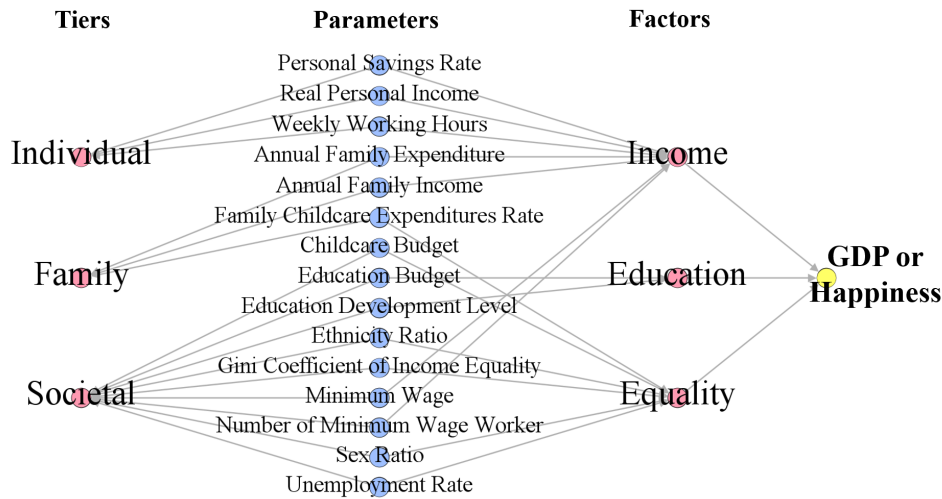 Tiers
Parameters
Factors
Personal Savings Rate
Real Personal Income
Weekly Working Hours
Individual
Annual Family Expenditure
Income
Annual Family Income
Family Childcare Expenditures Rate
Childcare Budget
Family
Education Budget
Education
GDP or
Happiness
Education Development Level
Ethnicity Ratio
Gini Coefficient of Income Equality
Societal
Minimum Wage
Equality
Number of Minimum Wage Worker
Sex Ratio
Unemployment Rate